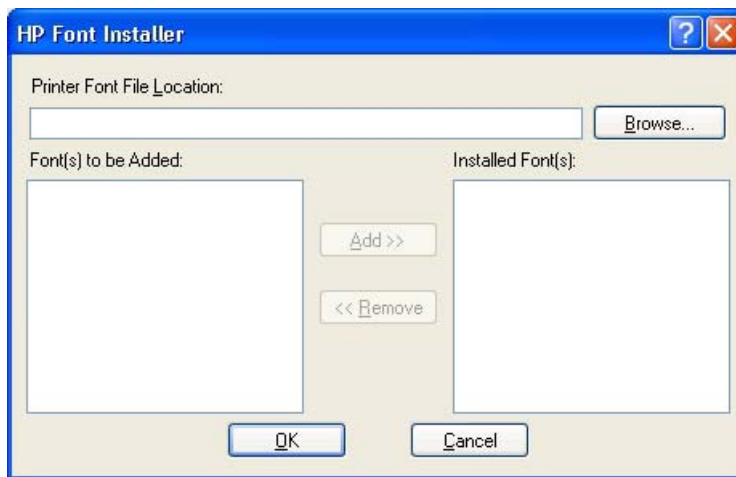 HP Font Installer
Printer Font File Location:
Browse...
Font(s) to be Added:
Installed Font(s):
Add >>
<< Remove
OK
Cancel